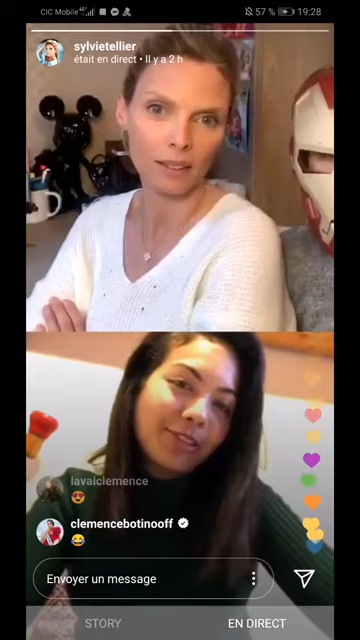 CIC Mobile 4G 57 % 19:28
sylvietellier
était en direct • Il y a 2 h
lavalclemence
😍
clemencebotinooff
😂
Envoyer un message
STORY
EN DIRECT